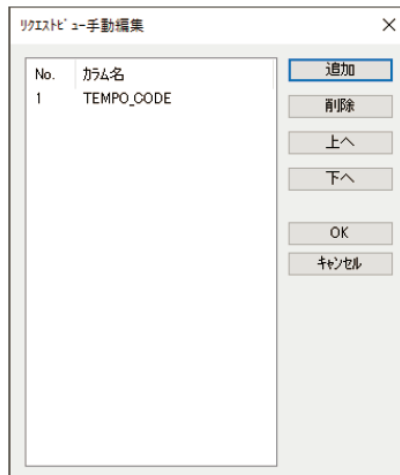 ﾘｸｴｽﾄﾋﾞｭｰ手動編集
No. ｶﾗﾑ名
1 TEMPO_CODE
追加
削除
上へ
下へ
OK
ｷｬﾝｾﾙ